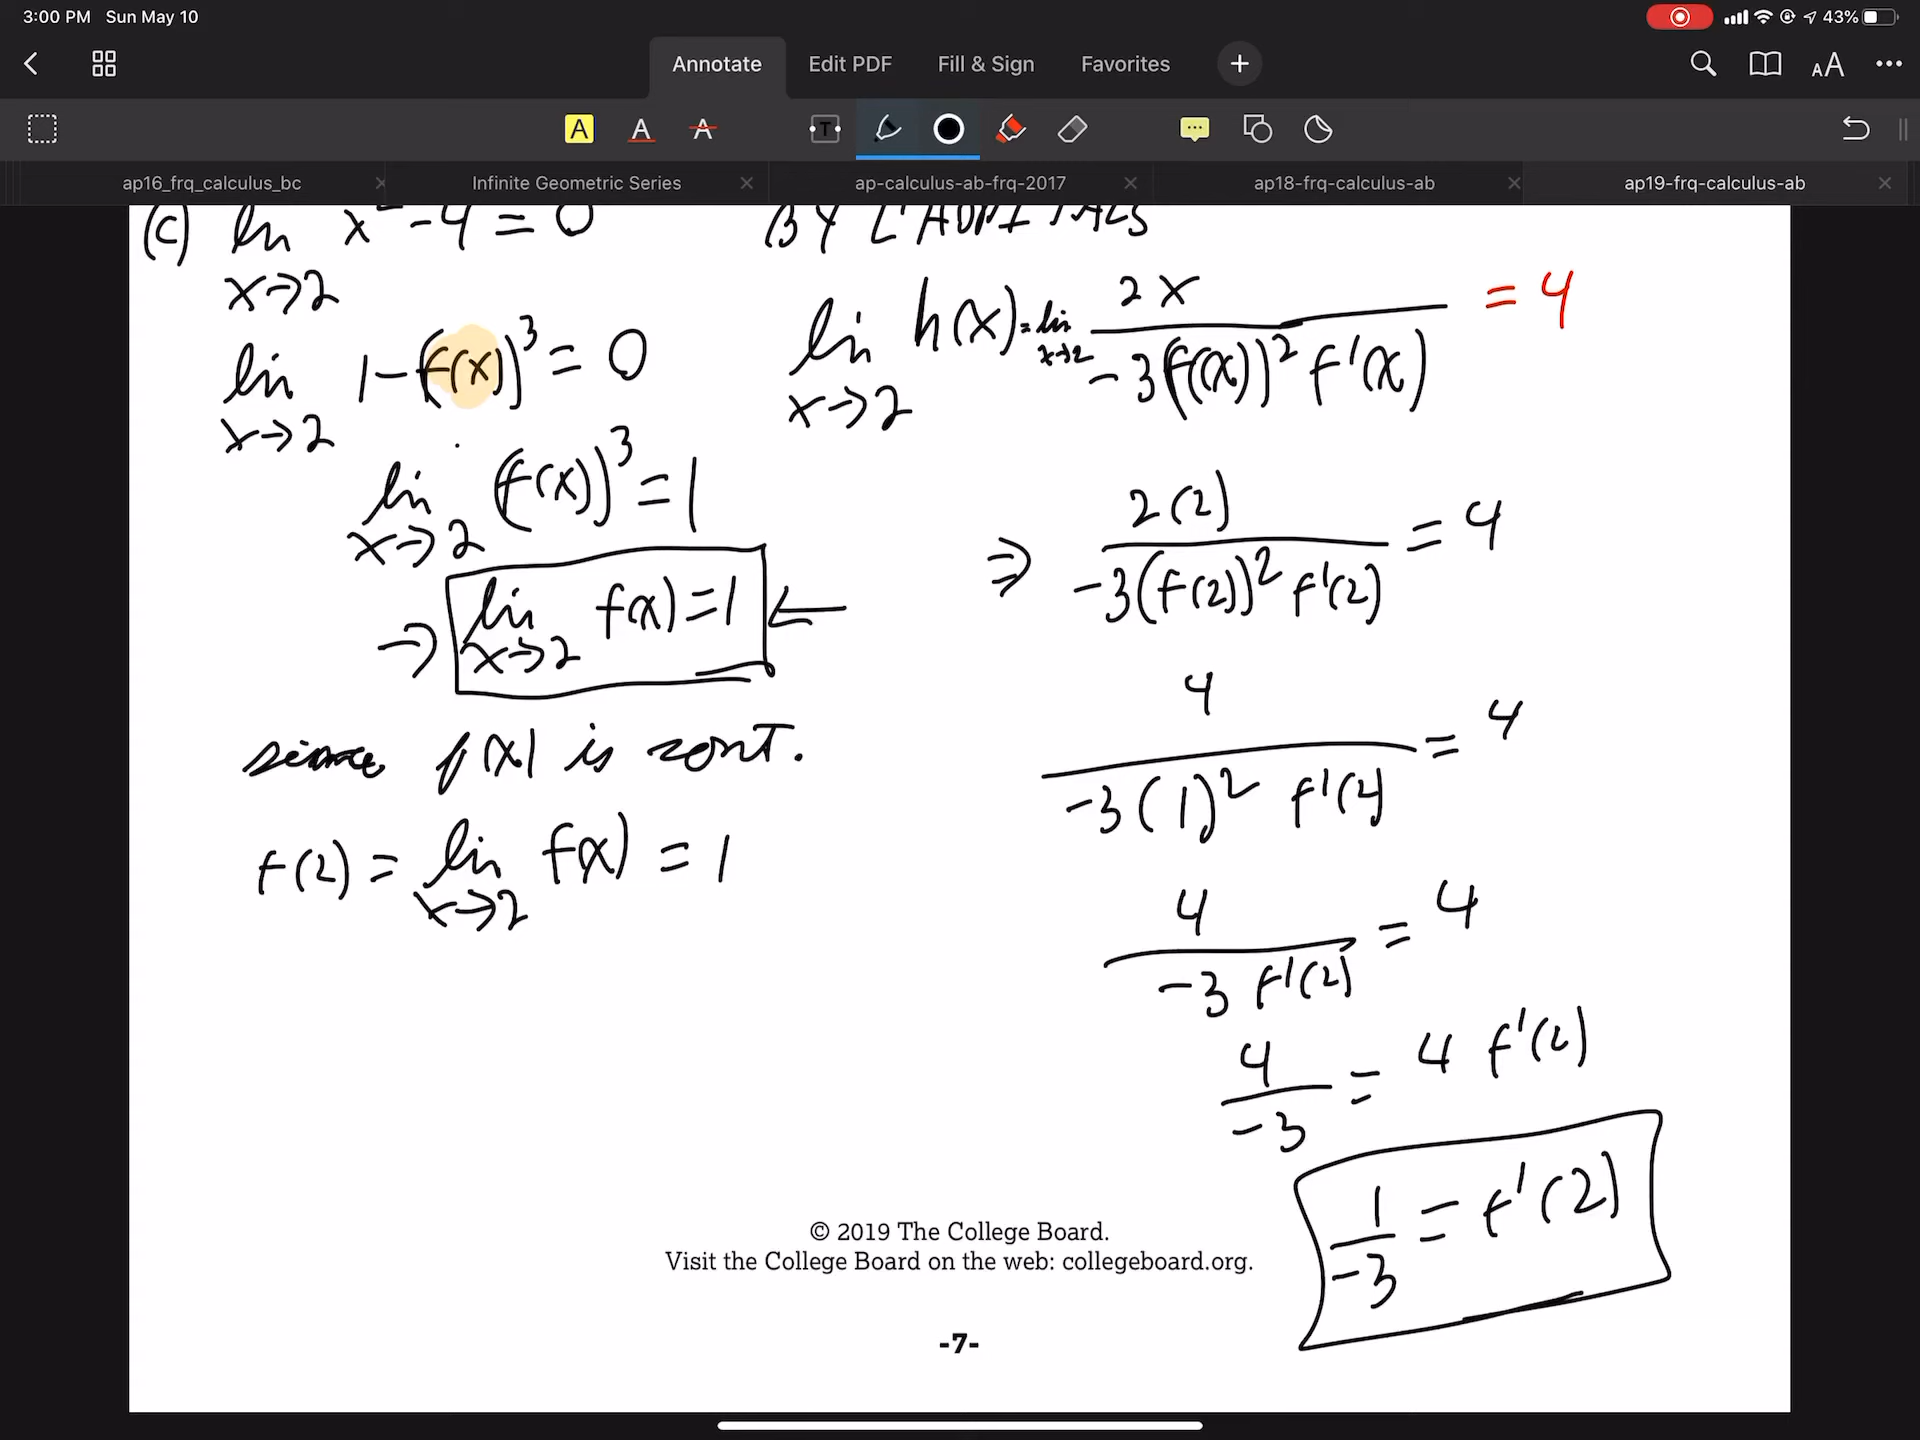 3:00 PM Sun May 10
43%
Annotate Edit PDF Fill & Sign Favorites
AA
A A A T
ap16_frq_calculus_bc Infinite Geometric Series ap-calculus-ab-frq-2017 ap18-frq-calculus-ab ap19-frq-calculus-ab
(c) lim x→2 x² - 4 = 0
lim x→2 1-(f(x))³ = 0
lim x→2 (f(x))³ = 1
⇒ lim x→2 f(x) = 1 ←
since f(x) is cont.
f(2) = lim x→2 f(x) = 1
BY L'HOPITALS
lim x→2 h(x) = lim x→2 2x / -3(f(x))² f'(x) = 4
⇒ 2(2) / -3(f(2))² f'(2) = 4
4 / -3(1)² f'(2) = 4
4 / -3 f'(2) = 4
4 / -3 = 4 f'(2)
1 / -3 = f'(2)
© 2019 The College Board.
Visit the College Board on the web: collegeboard.org.
-7-